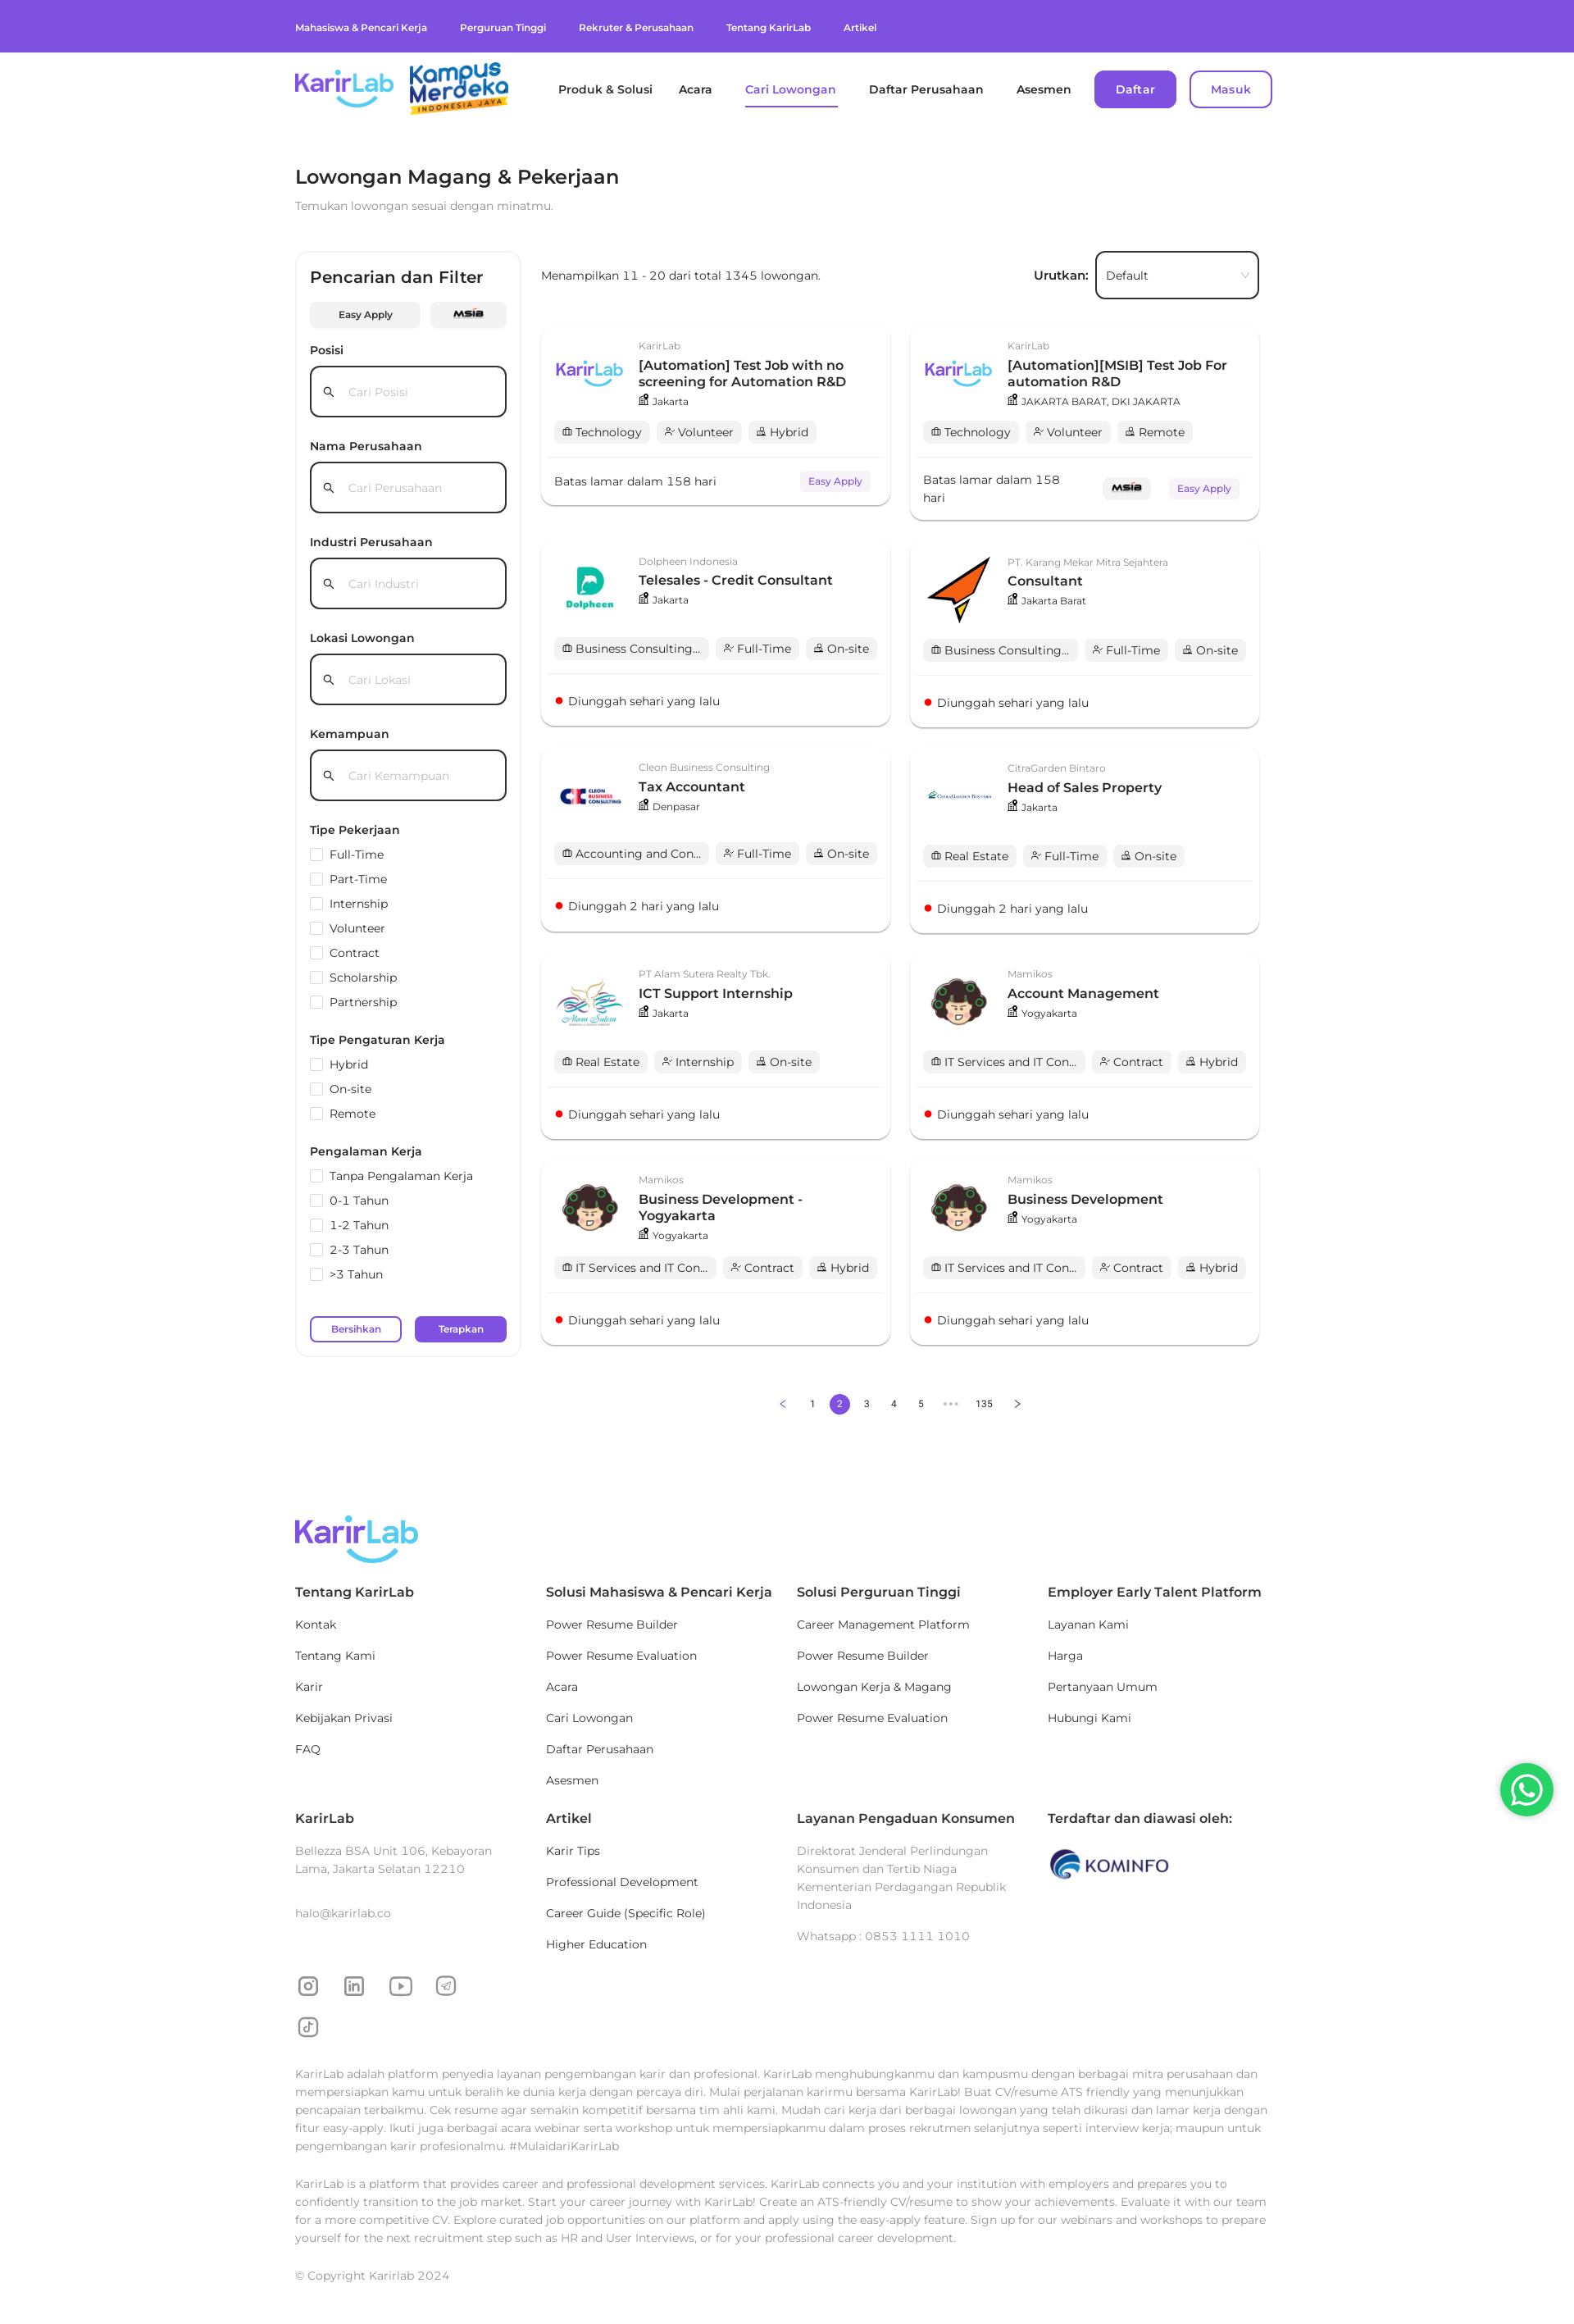 Mahasiswa & Pencari Kerja
Perguruan Tinggi
Rekruter & Perusahaan
Tentang KarirLab
Artikel
KarirLab
Kampus
Merdeka
INDONESIA JAYA
Produk & Solusi
Acara
Cari Lowongan
Daftar Perusahaan
Asesmen
Daftar
Masuk
Lowongan Magang & Pekerjaan
Temukan lowongan sesuai dengan minatmu.
Pencarian dan Filter
Easy Apply
MSIB
Posisi
Cari Posisi
Nama Perusahaan
Cari Perusahaan
Industri Perusahaan
Cari Industri
Lokasi Lowongan
Cari Lokasi
Kemampuan
Cari Kemampuan
Tipe Pekerjaan
Full-Time
Part-Time
Internship
Volunteer
Contract
Scholarship
Partnership
Tipe Pengaturan Kerja
Hybrid
On-site
Remote
Pengalaman Kerja
Tanpa Pengalaman Kerja
0-1 Tahun
1-2 Tahun
2-3 Tahun
>3 Tahun
Bersihkan
Terapkan
Menampilkan 11 - 20 dari total 1345 lowongan.
Urutkan:
Default
KarirLab
KarirLab
[Automation] Test Job with no
screening for Automation R&D
Jakarta
Technology
Volunteer
Hybrid
Batas lamar dalam 158 hari
Easy Apply
KarirLab
KarirLab
[Automation][MSIB] Test Job For
automation R&D
JAKARTA BARAT, DKI JAKARTA
Technology
Volunteer
Remote
Batas lamar dalam 158
hari
MSIB
Easy Apply
Dolpheen
Dolpheen Indonesia
Telesales - Credit Consultant
Jakarta
Business Consulting...
Full-Time
On-site
Diunggah sehari yang lalu
PT. Karang Mekar Mitra Sejahtera
Consultant
Jakarta Barat
Business Consulting...
Full-Time
On-site
Diunggah sehari yang lalu
CLEON
BUSINESS
CONSULTING
Cleon Business Consulting
Tax Accountant
Denpasar
Accounting and Con...
Full-Time
On-site
Diunggah 2 hari yang lalu
CITRAGARDEN BINTARO
CitraGarden Bintaro
Head of Sales Property
Jakarta
Real Estate
Full-Time
On-site
Diunggah 2 hari yang lalu
Alam Sutera
PT Alam Sutera Realty Tbk.
ICT Support Internship
Jakarta
Real Estate
Internship
On-site
Diunggah sehari yang lalu
Mamikos
Account Management
Yogyakarta
IT Services and IT Con...
Contract
Hybrid
Diunggah sehari yang lalu
Mamikos
Business Development -
Yogyakarta
Yogyakarta
IT Services and IT Con...
Contract
Hybrid
Diunggah sehari yang lalu
Mamikos
Business Development
Yogyakarta
IT Services and IT Con...
Contract
Hybrid
Diunggah sehari yang lalu
1 2 3 4 5 ••• 135
KarirLab
Tentang KarirLab
Kontak
Tentang Kami
Karir
Kebijakan Privasi
FAQ
Solusi Mahasiswa & Pencari Kerja
Power Resume Builder
Power Resume Evaluation
Acara
Cari Lowongan
Daftar Perusahaan
Asesmen
Solusi Perguruan Tinggi
Career Management Platform
Power Resume Builder
Lowongan Kerja & Magang
Power Resume Evaluation
Employer Early Talent Platform
Layanan Kami
Harga
Pertanyaan Umum
Hubungi Kami
KarirLab
Bellezza BSA Unit 106, Kebayoran
Lama, Jakarta Selatan 12210
halo@karirlab.co
Artikel
Karir Tips
Professional Development
Career Guide (Specific Role)
Higher Education
Layanan Pengaduan Konsumen
Direktorat Jenderal Perlindungan
Konsumen dan Tertib Niaga
Kementerian Perdagangan Republik
Indonesia
Whatsapp : 0853 1111 1010
Terdaftar dan diawasi oleh:
KOMINFO
KarirLab adalah platform penyedia layanan pengembangan karir dan profesional. KarirLab menghubungkanmu dan kampusmu dengan berbagai mitra perusahaan dan
mempersiapkan kamu untuk beralih ke dunia kerja dengan percaya diri. Mulai perjalanan karirmu bersama KarirLab! Buat CV/resume ATS friendly yang menunjukkan
pencapaian terbaikmu. Cek resume agar semakin kompetitif bersama tim ahli kami. Mudah cari kerja dari berbagai lowongan yang telah dikurasi dan lamar kerja dengan
fitur easy-apply. Ikuti juga berbagai acara webinar serta workshop untuk mempersiapkanmu dalam proses rekrutmen selanjutnya seperti interview kerja; maupun untuk
pengembangan karir profesionalmu. #MulaidariKarirLab
KarirLab is a platform that provides career and professional development services. KarirLab connects you and your institution with employers and prepares you to
confidently transition to the job market. Start your career journey with KarirLab! Create an ATS-friendly CV/resume to show your achievements. Evaluate it with our team
for a more competitive CV. Explore curated job opportunities on our platform and apply using the easy-apply feature. Sign up for our webinars and workshops to prepare
yourself for the next recruitment step such as HR and User Interviews, or for your professional career development.
© Copyright Karirlab 2024